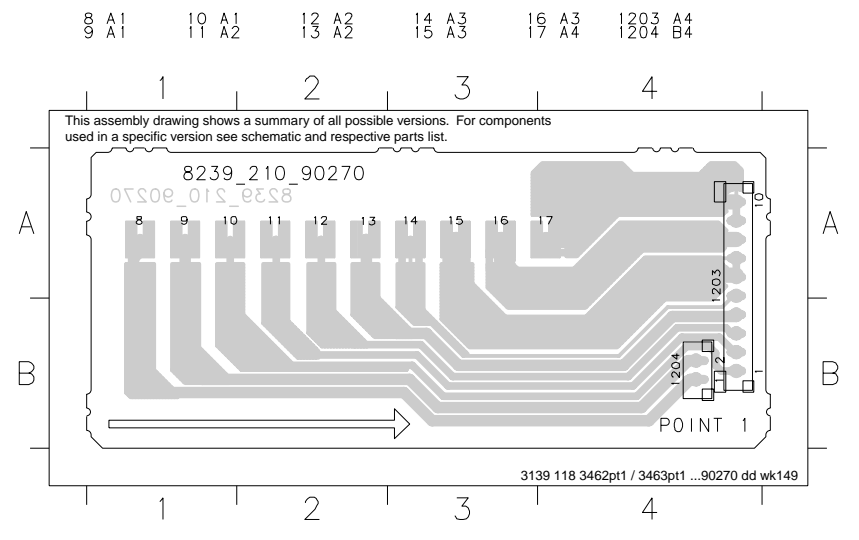 8 A1 10 A1 12 A2 14 A3 16 A3 1203 A4
9 A1 11 A2 13 A2 15 A3 17 A4 1204 B4
1 2 3 4
This assembly drawing shows a summary of all possible versions. For components
used in a specific version see schematic and respective parts list.
8239_210_90270
8239_210_90270
10
A 8 9 10 11 12 13 14 15 16 17 A
1203
B B
1204
1 2 1
POINT 1
3139 118 3462pt1 / 3463pt1 ...90270 dd wk149
1 2 3 4